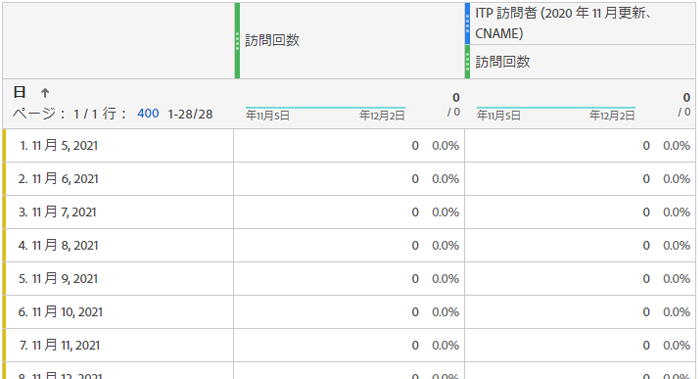 訪問回数
ITP 訪問者 (2020 年 11 月更新、
CNAME)
訪問回数
日 ↑
ページ： 1 / 1 行： 400 1-28/28
年11月5日 年12月2日 0 / 0
年11月5日 年12月2日 0 / 0
1. 11 月 5, 2021 0 0.0% 0 0.0%
2. 11 月 6, 2021 0 0.0% 0 0.0%
3. 11 月 7, 2021 0 0.0% 0 0.0%
4. 11 月 8, 2021 0 0.0% 0 0.0%
5. 11 月 9, 2021 0 0.0% 0 0.0%
6. 11 月 10, 2021 0 0.0% 0 0.0%
7. 11 月 11, 2021 0 0.0% 0 0.0%
8. 11 月 12, 2021 0 0.0% 0 0.0%